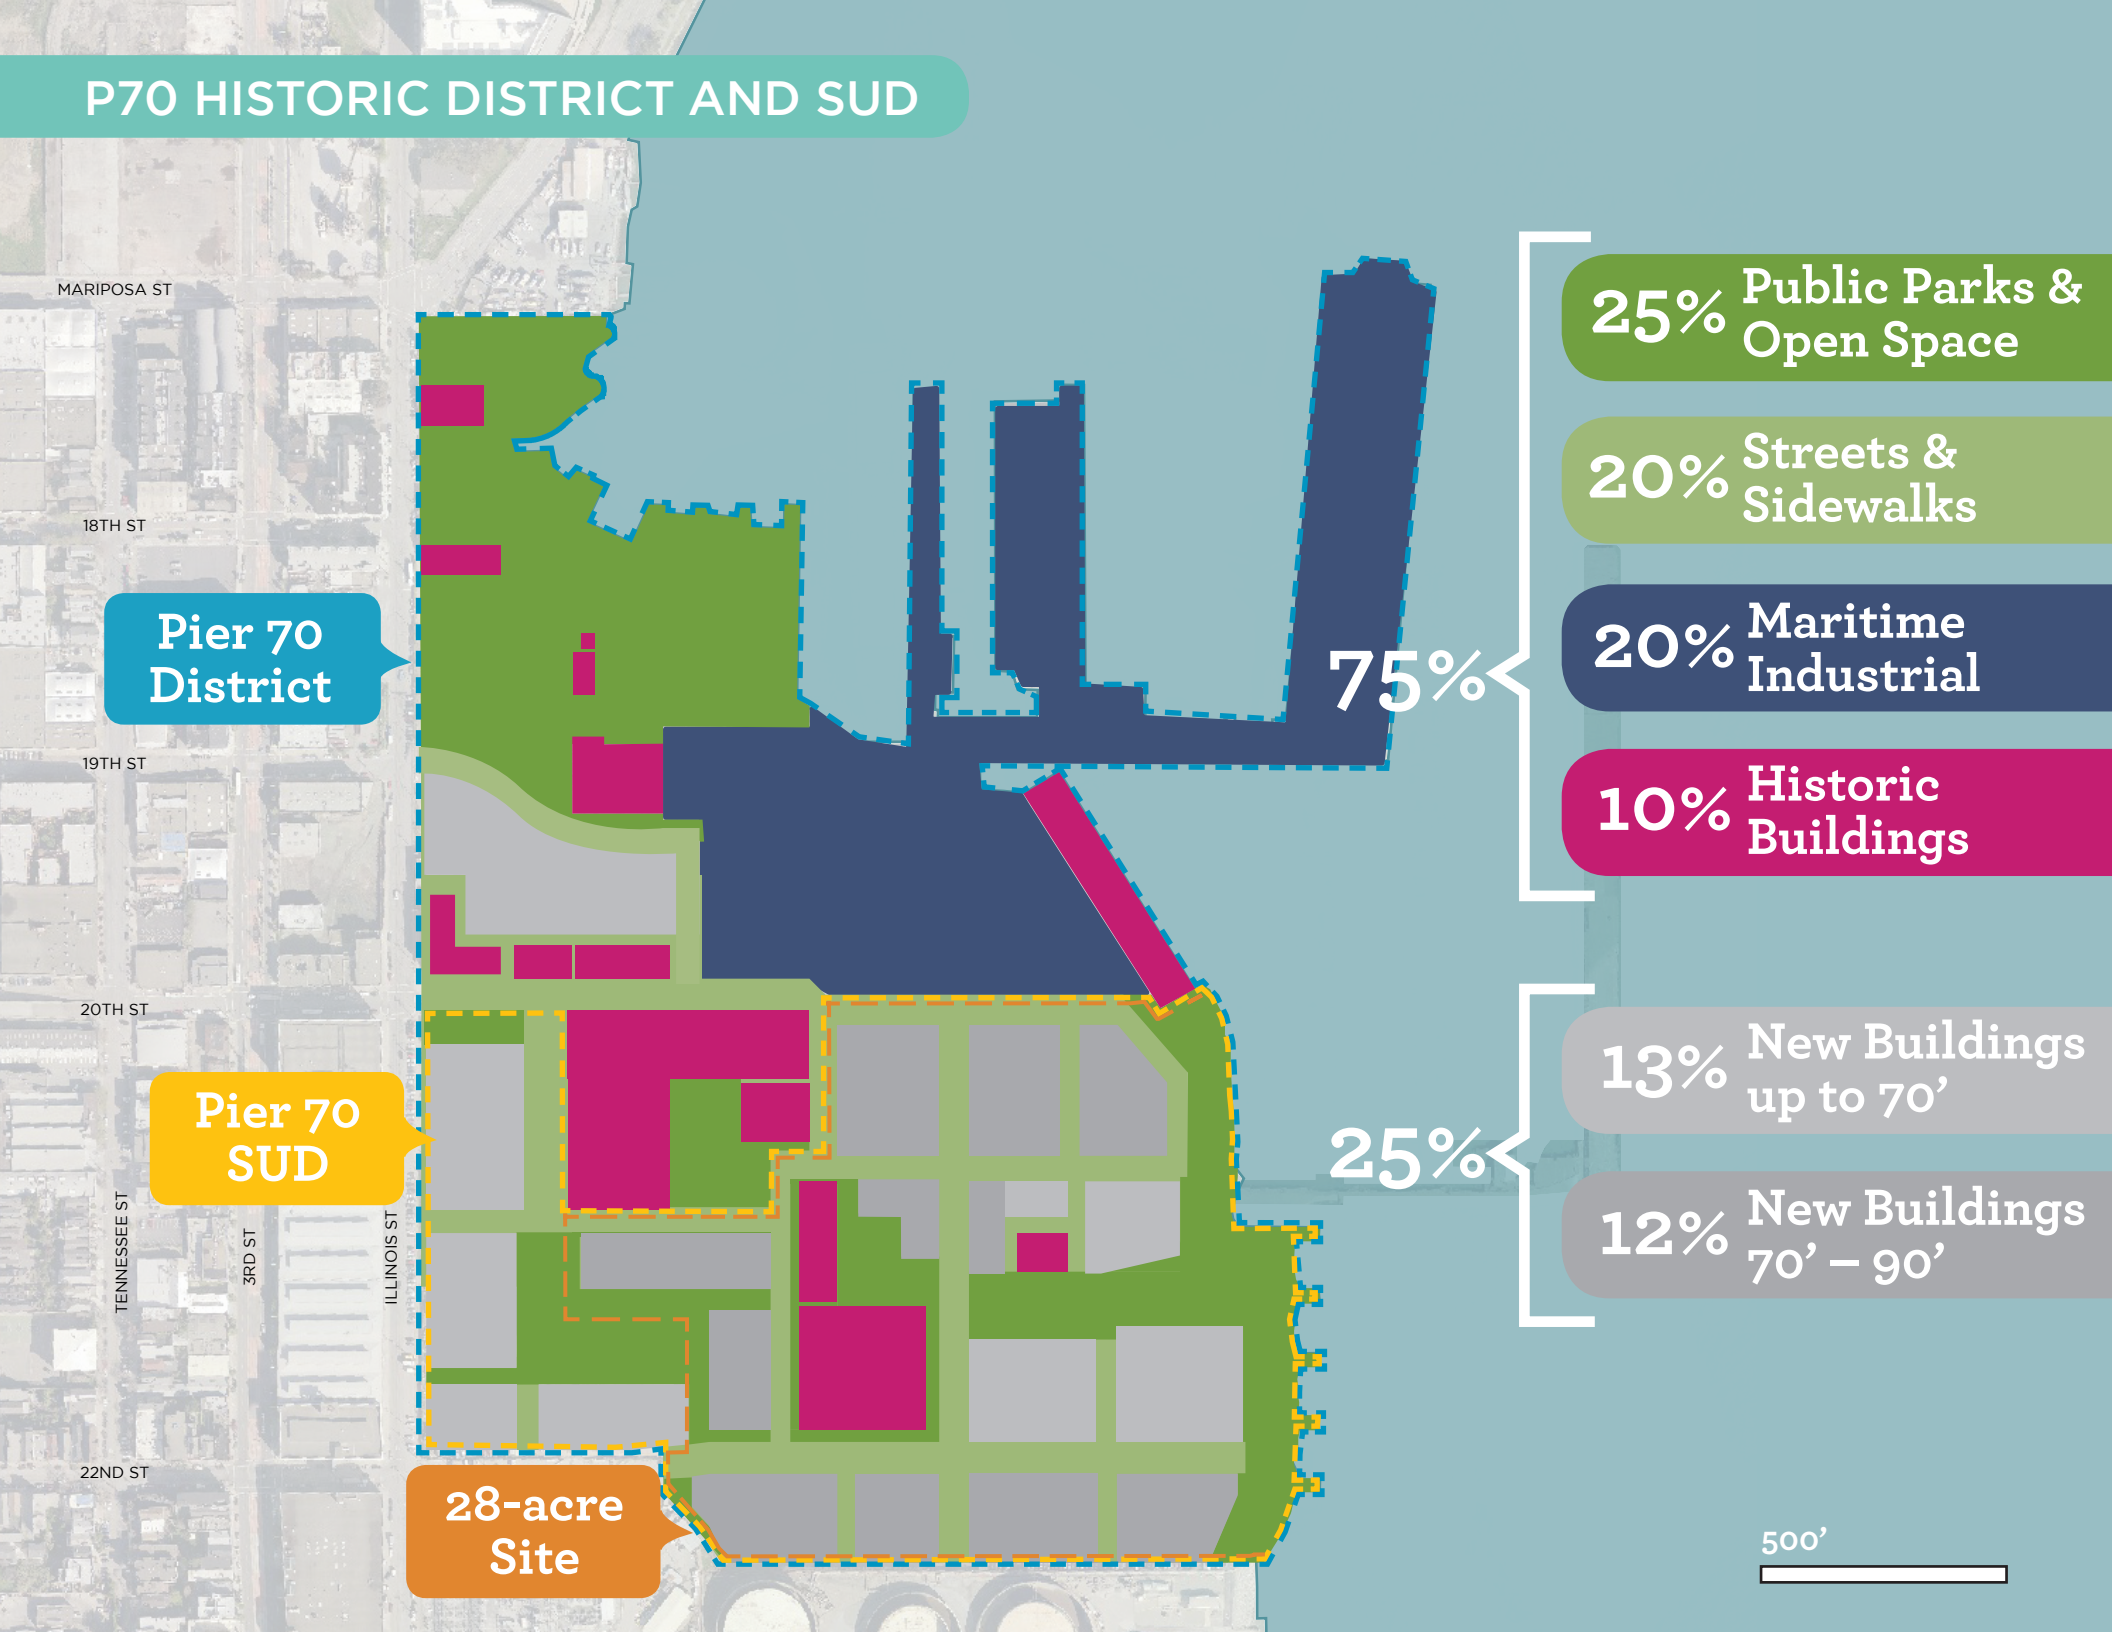 P70 HISTORIC DISTRICT AND SUD
MARIPOSA ST
18TH ST
Pier 70
District
19TH ST
20TH ST
Pier 70
SUD
TENNESSEE ST
3RD ST
ILLINOIS ST
22ND ST
28-acre
Site
75%
25% Public Parks &
Open Space
20% Streets &
Sidewalks
20% Maritime
Industrial
10% Historic
Buildings
25%
13% New Buildings
up to 70’
12% New Buildings
70’ – 90’
500’